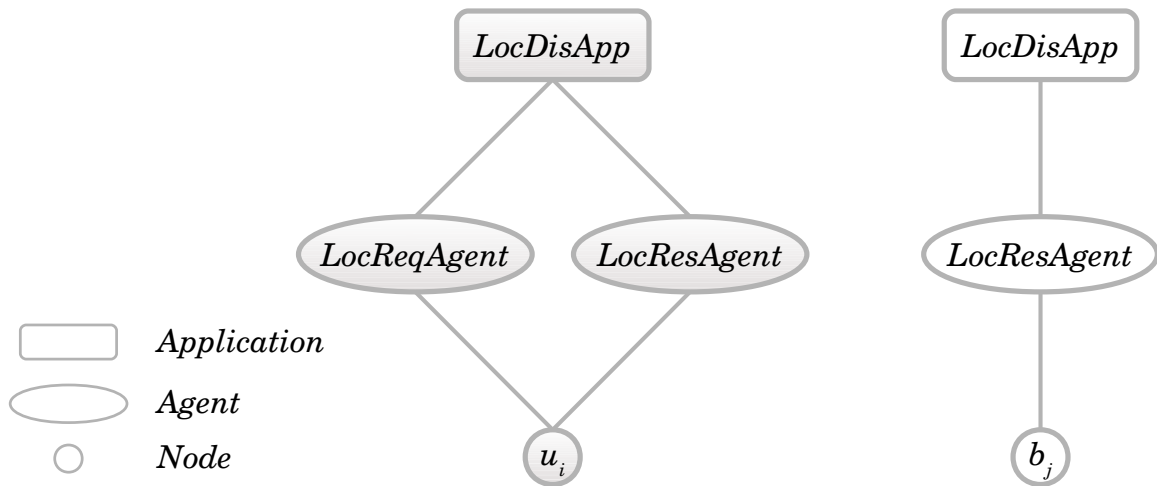 LocDisApp
LocDisApp
LocReqAgent
LocResAgent
LocResAgent
Application
Agent
Node
u_i
b_j